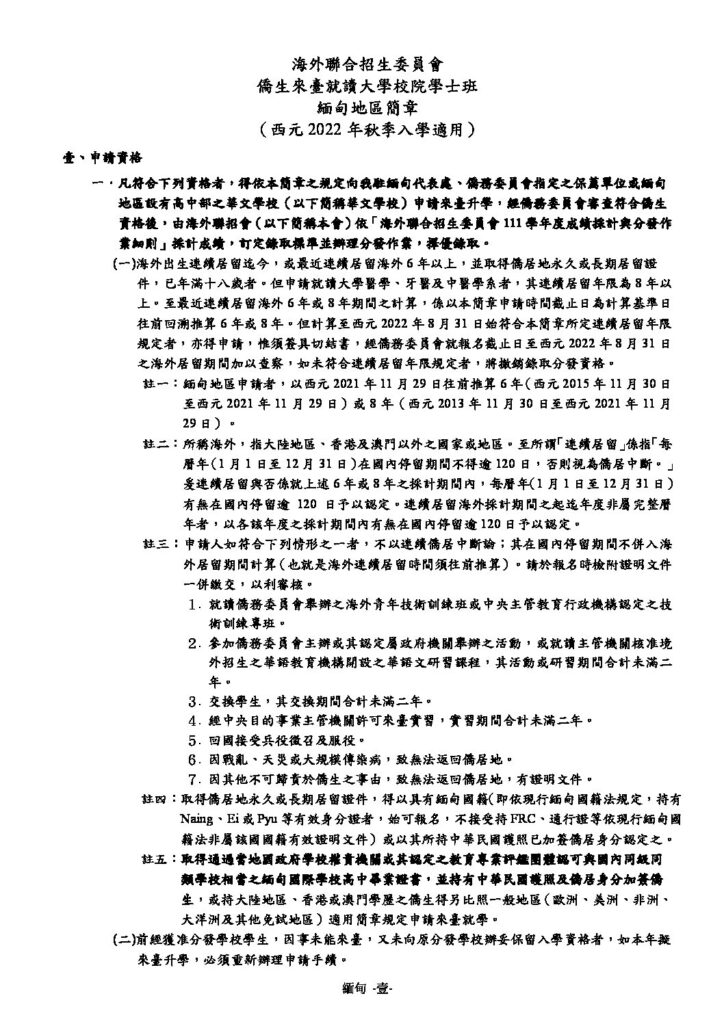 海外聯合招生委員會
僑生來臺就讀大學校院學士班
緬甸地區簡章
（西元 2022 年秋季入學適用）
壹、申請資格
一．凡符合下列資格者，得依本簡章之規定向我駐緬甸代表處、僑務委員會指定之保薦單位或緬甸
地區設有高中部之華文學校（以下簡稱華文學校）申請來臺升學，經僑務委員會審查符合僑生
資格後，由海外聯招會（以下簡稱本會）依「海外聯合招生委員會 111 學年度成績採計與分發作
業細則」採計成績，訂定錄取標準並辦理分發作業，擇優錄取。
(一)海外出生連續居留迄今，或最近連續居留海外 6 年以上，並取得僑居地永久或長期居留證
件，已年滿十八歲者。但申請就讀大學醫學、牙醫及中醫學系者，其連續居留年限為 8 年以
上。至最近連續居留海外 6 年或 8 年期間之計算，係以本簡章申請時間截止日為計算基準日
往前回溯推算 6 年或 8 年。但計算至西元 2022 年 8 月 31 日始符合本簡章所定連續居留年限
規定者，亦得申請，惟須簽具切結書，經僑務委員會就報名截止日至西元 2022 年 8 月 31 日
之海外居留期間加以查察，如未符合連續居留年限規定者，將撤銷錄取分發資格。
註一：緬甸地區申請者，以西元 2021 年 11 月 29 日往前推算 6 年(西元 2015 年 11 月 30 日
至西元 2021 年 11 月 29 日）或 8 年（西元 2013 年 11 月 30 日至西元 2021 年 11 月
29 日）。
註二：所稱海外，指大陸地區、香港及澳門以外之國家或地區。至所謂「連續居留」係指「每
曆年(1 月 1 日至 12 月 31 日)在國內停留期間不得逾 120 日，否則視為僑居中斷。」
爰連續居留與否係就上述 6 年或 8 年之採計期間內，每曆年(1 月 1 日至 12 月 31 日)
有無在國內停留逾 120 日予以認定。連續居留海外採計期間之起迄年度非屬完整曆
年者，以各該年度之採計期間內有無在國內停留逾 120 日予以認定。
註三：申請人如符合下列情形之一者，不以連續僑居中斷論；其在國內停留期間不併入海
外居留期間計算（也就是海外連續居留時間須往前推算）。請於報名時檢附證明文件
一併繳交，以利審核。
1. 就讀僑務委員會舉辦之海外青年技術訓練班或中央主管教育行政機構認定之技
術訓練專班。
2. 參加僑務委員會主辦或其認定屬政府機關舉辦之活動，或就讀主管機關核准境
外招生之華語教育機構開設之華語文研習課程，其活動或研習期間合計未滿二
年。
3. 交換學生，其交換期間合計未滿二年。
4. 經中央目的事業主管機關許可來臺實習，實習期間合計未滿二年。
5. 回國接受兵役徵召及服役。
6. 因戰亂、天災或大規模傳染病，致無法返回僑居地。
7. 因其他不可歸責於僑生之事由，致無法返回僑居地，有證明文件。
註四：取得僑居地永久或長期居留證件，得以具有緬甸國籍(即依現行緬甸國籍法規定，持有
Naing、Ei 或 Pyu 等有效身分證者，始可報名，不接受持 FRC、通行證等依現行緬甸國
籍法非屬該國國籍有效證明文件）或以其所持中華民國護照已加簽僑居身分認定之。
註五：取得通過當地國政府學校權責機關或其認定之教育專業評鑑團體認可與國內同級同
類學校相當之緬甸國際學校高中畢業證書，並持有中華民國護照及僑居身分加簽僑
生，或持大陸地區、香港或澳門學歷之僑生得另比照一般地區(歐洲、美洲、非洲、
大洋洲及其他免試地區）適用簡章規定申請來臺就學。
(二)前經獲准分發學校學生，因事未能來臺，又未向原分發學校辦妥保留入學資格者，如本年擬
來臺升學，必須重新辦理申請手續。
緬甸 -壹-